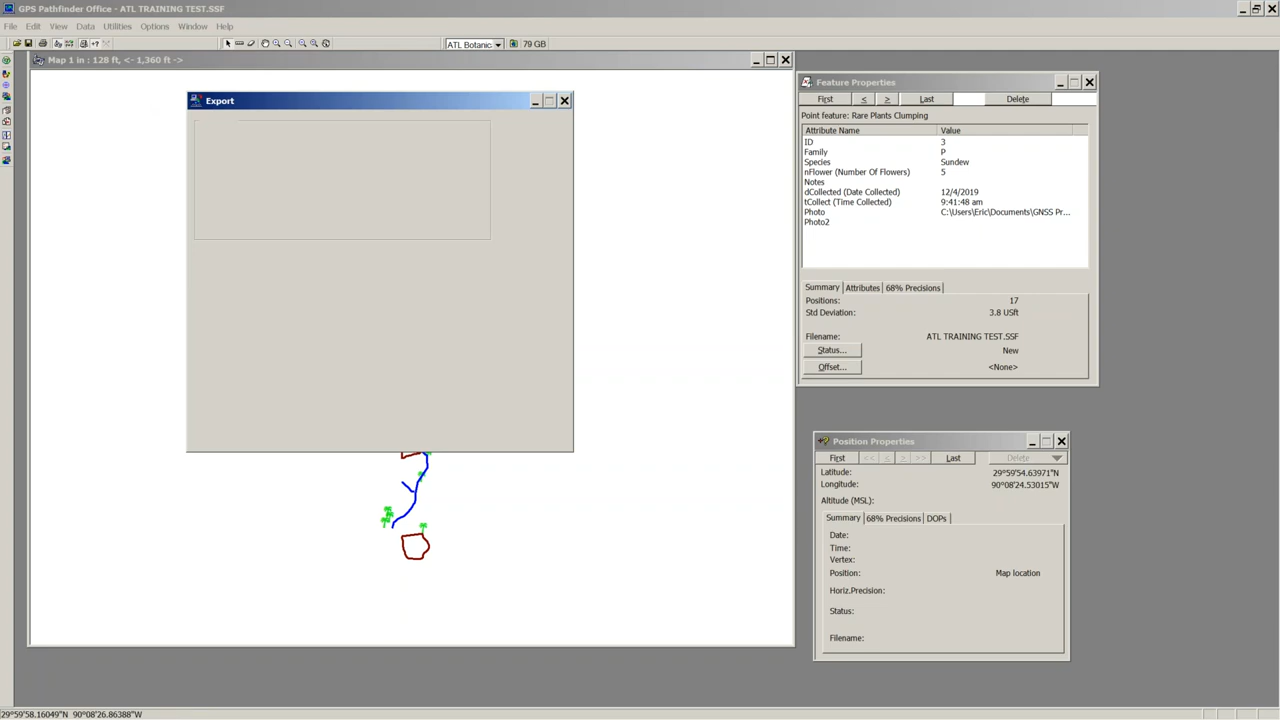 GPS Pathfinder Office - ATL TRAINING TEST.SSF
File Edit View Data Utilities Options Window Help
ATL Botanic 79 GB
Map 1 in : 128 ft, <- 1,360 ft ->
Export
Feature Properties
First < > Last Delete
Point feature: Rare Plants Clumping
Attribute Name Value
ID 3
Family P
Species Sundew
nFlower (Number Of Flowers) 5
Notes
dCollected (Date Collected) 12/4/2019
tCollect (Time Collected) 9:41:48 am
Photo C:\Users\Eric\Documents\GNSS Pr...
Photo2
Summary Attributes 68% Precisions
Positions: 17
Std Deviation: 3.8 USft
Filename: ATL TRAINING TEST.SSF
Status... New
Offset... <None>
Position Properties
First << < > >> Last Delete
Latitude: 29°59'54.63971"N
Longitude: 90°08'24.53015"W
Altitude (MSL):
Summary 68% Precisions DOPs
Date:
Time:
Vertex:
Position: Map location
Horiz.Precision:
Status:
Filename:
29°59'58.16049"N 90°08'26.86388"W